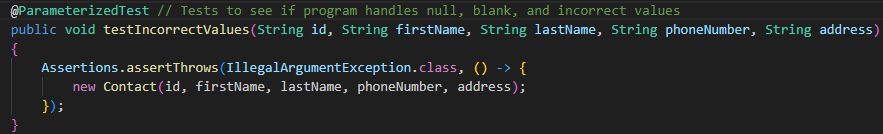 @ParameterizedTest // Tests to see if program handles null, blank, and incorrect values
public void testIncorrectValues(String id, String firstName, String lastName, String phoneNumber, String address)
{
    Assertions.assertThrows(IllegalArgumentException.class, () -> {
        new Contact(id, firstName, lastName, phoneNumber, address);
    });
}